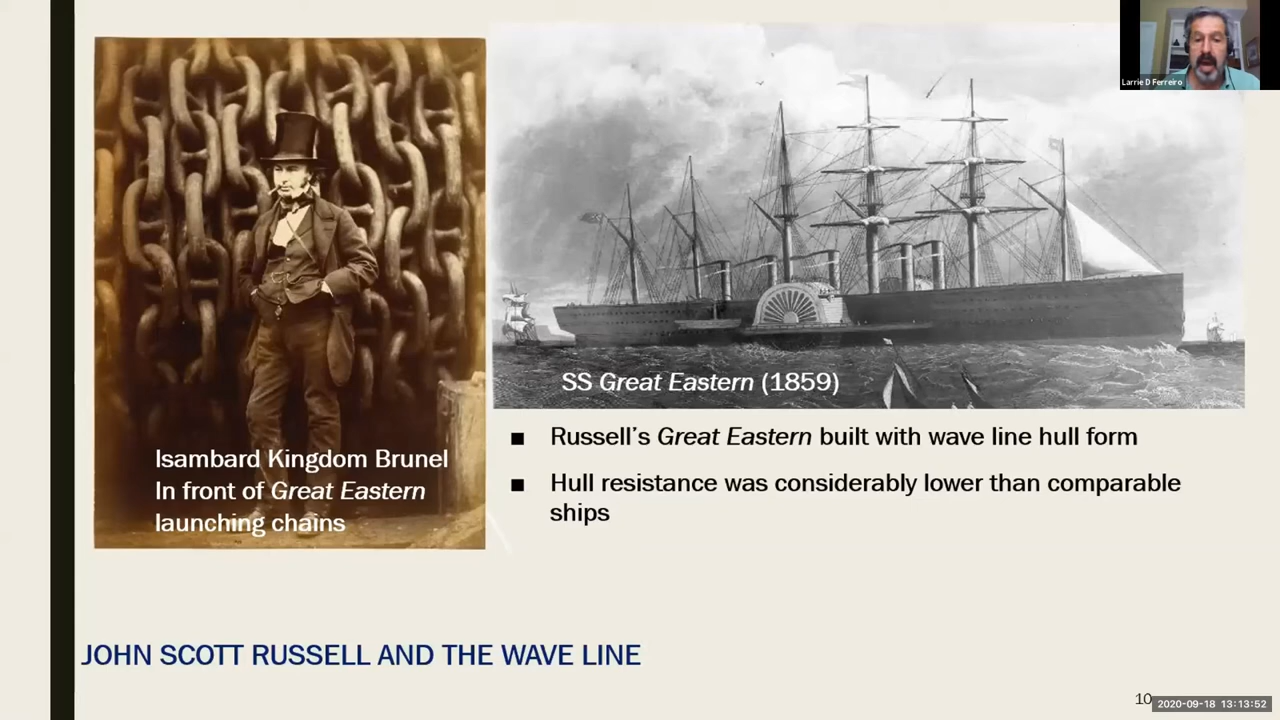 Larrie D Ferreiro
SS Great Eastern (1859)
Isambard Kingdom Brunel
In front of Great Eastern
launching chains
■ Russell's Great Eastern built with wave line hull form
■ Hull resistance was considerably lower than comparable
ships
JOHN SCOTT RUSSELL AND THE WAVE LINE
10
2020-09-18 13:13:52